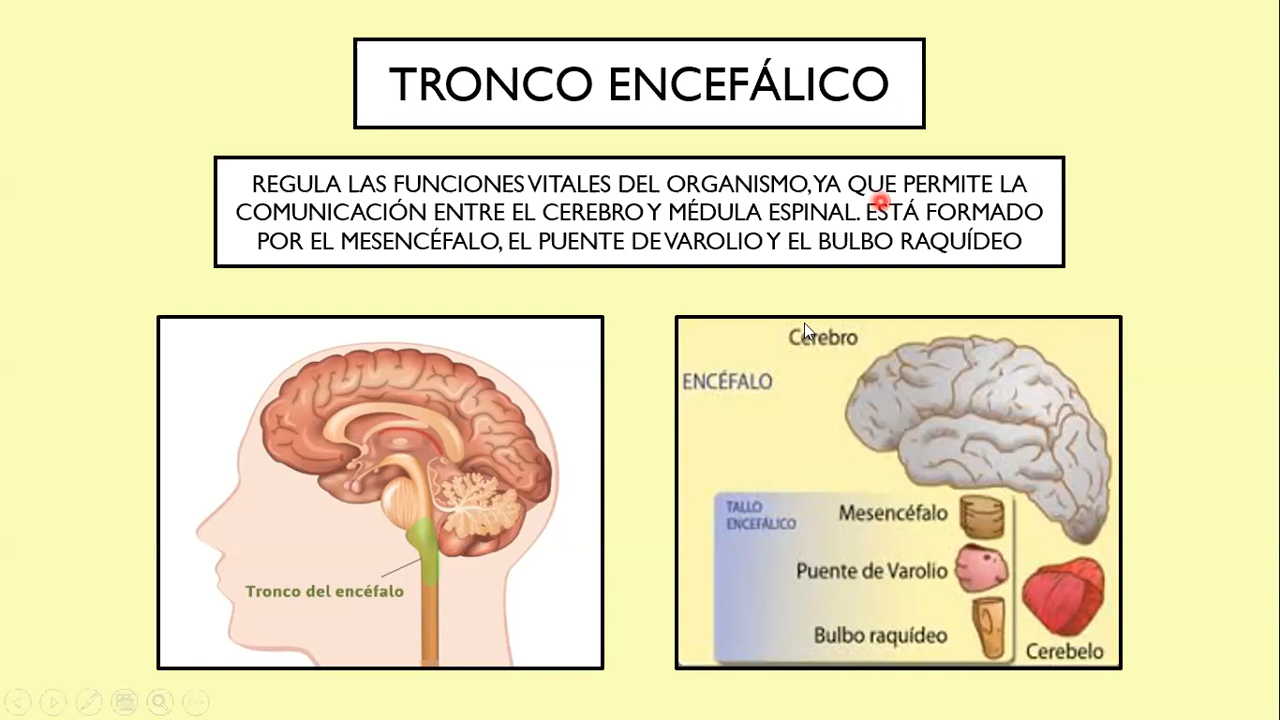 TRONCO ENCEFÁLICO
REGULA LAS FUNCIONES VITALES DEL ORGANISMO, YA QUE PERMITE LA
COMUNICACIÓN ENTRE EL CEREBRO Y MÉDULA ESPINAL. ESTÁ FORMADO
POR EL MESENCÉFALO, EL PUENTE DE VAROLIO Y EL BULBO RAQUÍDEO
Tronco del encéfalo
Cerebro
ENCÉFALO
TALLO
ENCEFÁLICO
Mesencéfalo
Puente de Varolio
Bulbo raquídeo
Cerebelo